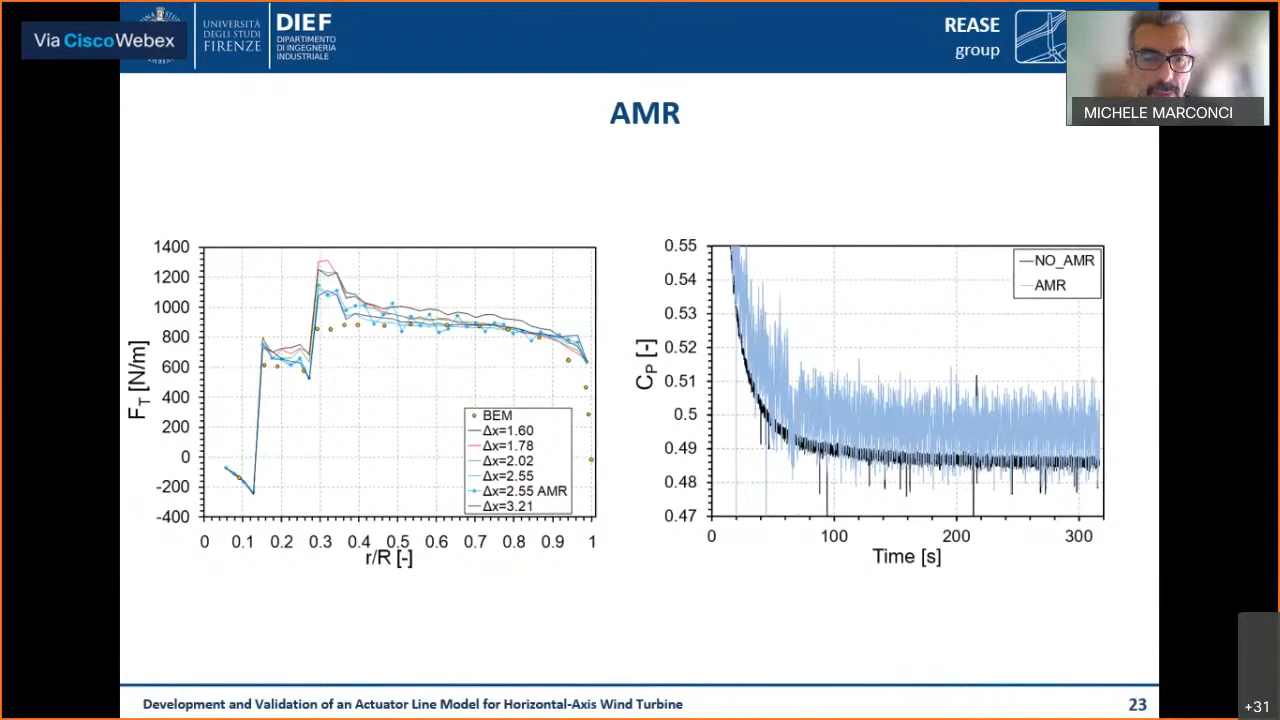 Via CiscoWebex
UNIVERSITÀ
DEGLI STUDI
FIRENZE
DIEF
DIPARTIMENTO
DI INGEGNERIA
INDUSTRIALE
REASE
group
MICHELE MARCONCI
AMR
1400
1200
1000
800
600
400
200
0
-200
-400
FT [N/m]
BEM
Δx=1.60
Δx=1.78
Δx=2.02
Δx=2.55
Δx=2.55 AMR
Δx=3.21
0 0.1 0.2 0.3 0.4 0.5 0.6 0.7 0.8 0.9 1
r/R [-]
0.55
0.54
0.53
0.52
0.51
0.5
0.49
0.48
0.47
CP [-]
NO_AMR
AMR
0 100 200 300
Time [s]
Development and Validation of an Actuator Line Model for Horizontal-Axis Wind Turbine
23
+31